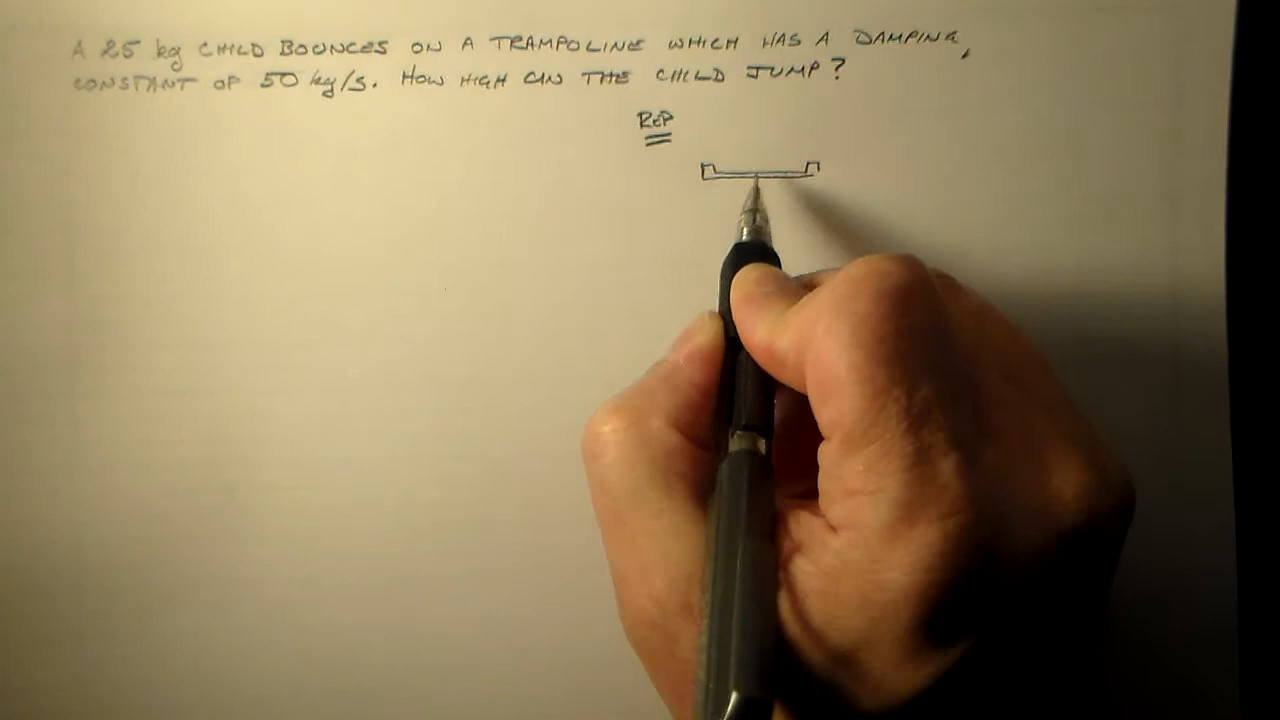 A 25 kg CHILD BOUNCES ON A TRAMPOLINE WHICH HAS A DAMPING,
CONSTANT OF 50 kg/s. HOW HIGH CAN THE CHILD JUMP?
REP